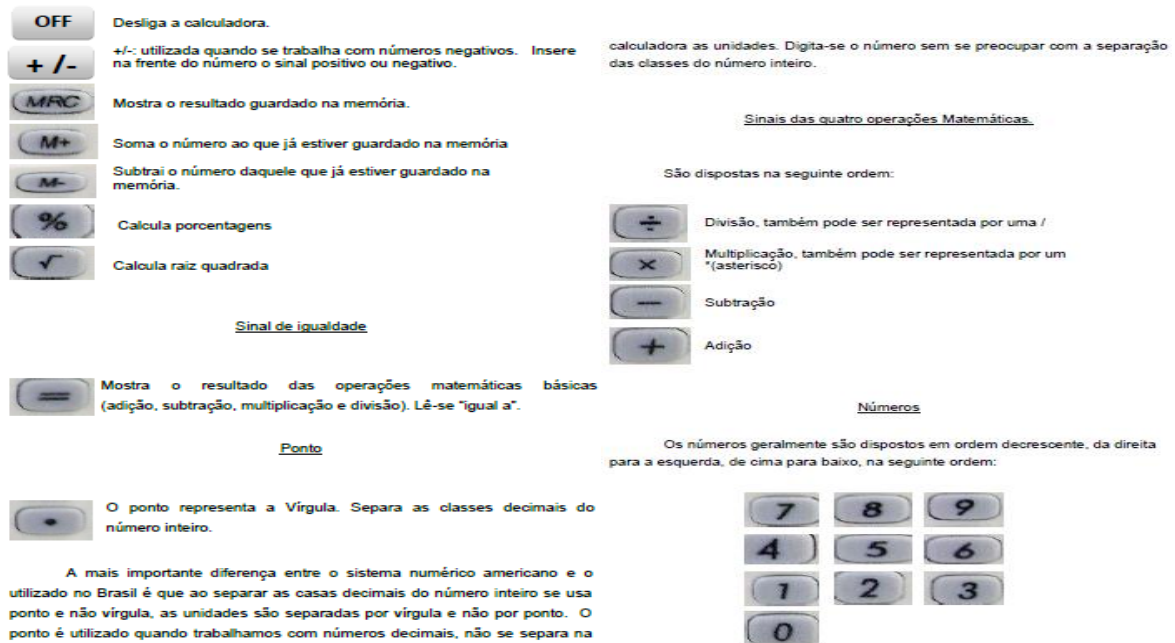 OFF Desliga a calculadora.
+/- +/-: utilizada quando se trabalha com números negativos. Insere
na frente do número o sinal positivo ou negativo.
MRC Mostra o resultado guardado na memória.
M+ Soma o número ao que já estiver guardado na memória
M- Subtrai o número daquele que já estiver guardado na
memória.
% Calcula porcentagens
√ Calcula raiz quadrada
Sinal de igualdade
= Mostra o resultado das operações matemáticas básicas
(adição, subtração, multiplicação e divisão). Lê-se "igual a".
Ponto
. O ponto representa a Vírgula. Separa as classes decimais do
número inteiro.
A mais importante diferença entre o sistema numérico americano e o
utilizado no Brasil é que ao separar as casas decimais do número inteiro se usa
ponto e não vírgula, as unidades são separadas por vírgula e não por ponto. O
ponto é utilizado quando trabalhamos com números decimais, não se separa na
calculadora as unidades. Digita-se o número sem se preocupar com a separação
das classes do número inteiro.
Sinais das quatro operações Matemáticas.
São dispostas na seguinte ordem:
÷ Divisão, também pode ser representada por uma /
× Multiplicação, também pode ser representada por um
*(asterisco)
− Subtração
+ Adição
Números
Os números geralmente são dispostos em ordem decrescente, da direita
para a esquerda, de cima para baixo, na seguinte ordem:
7 8 9
4 5 6
1 2 3
0